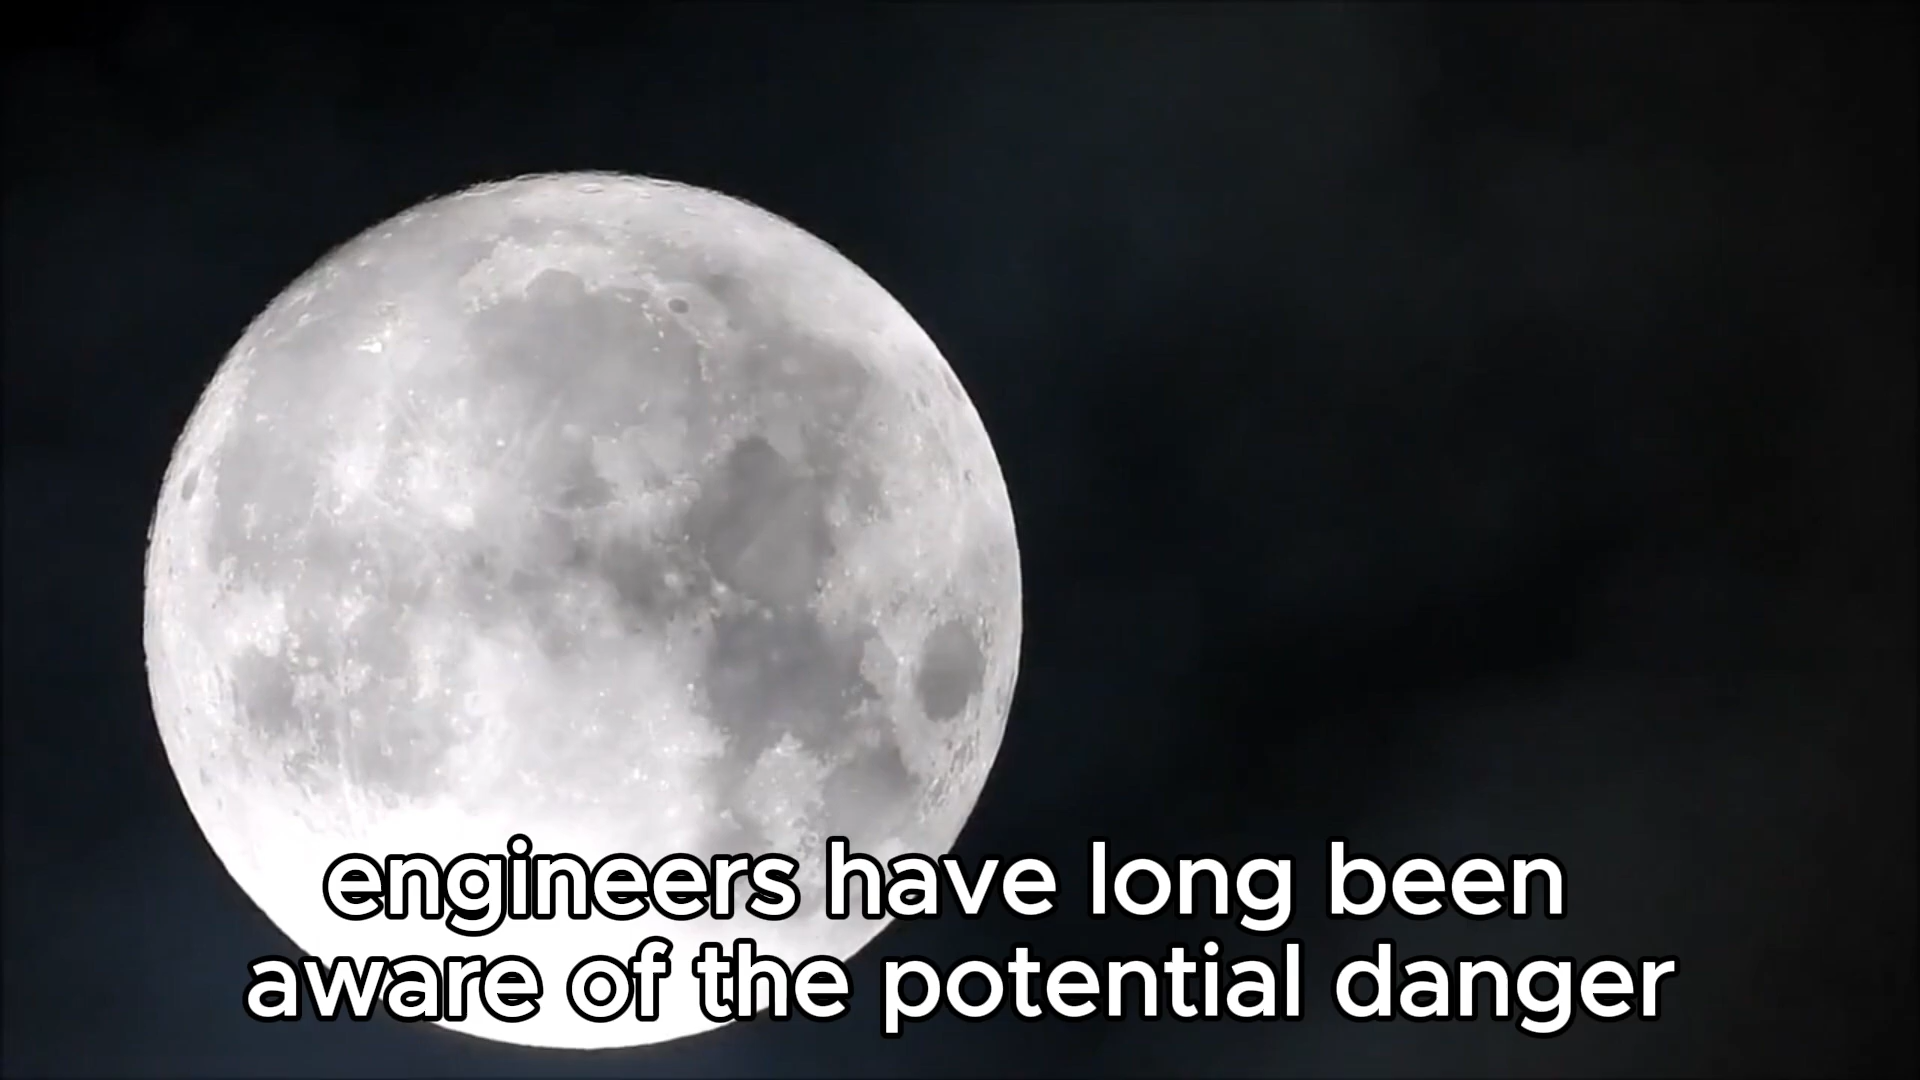 engineers have long been
aware of the potential danger